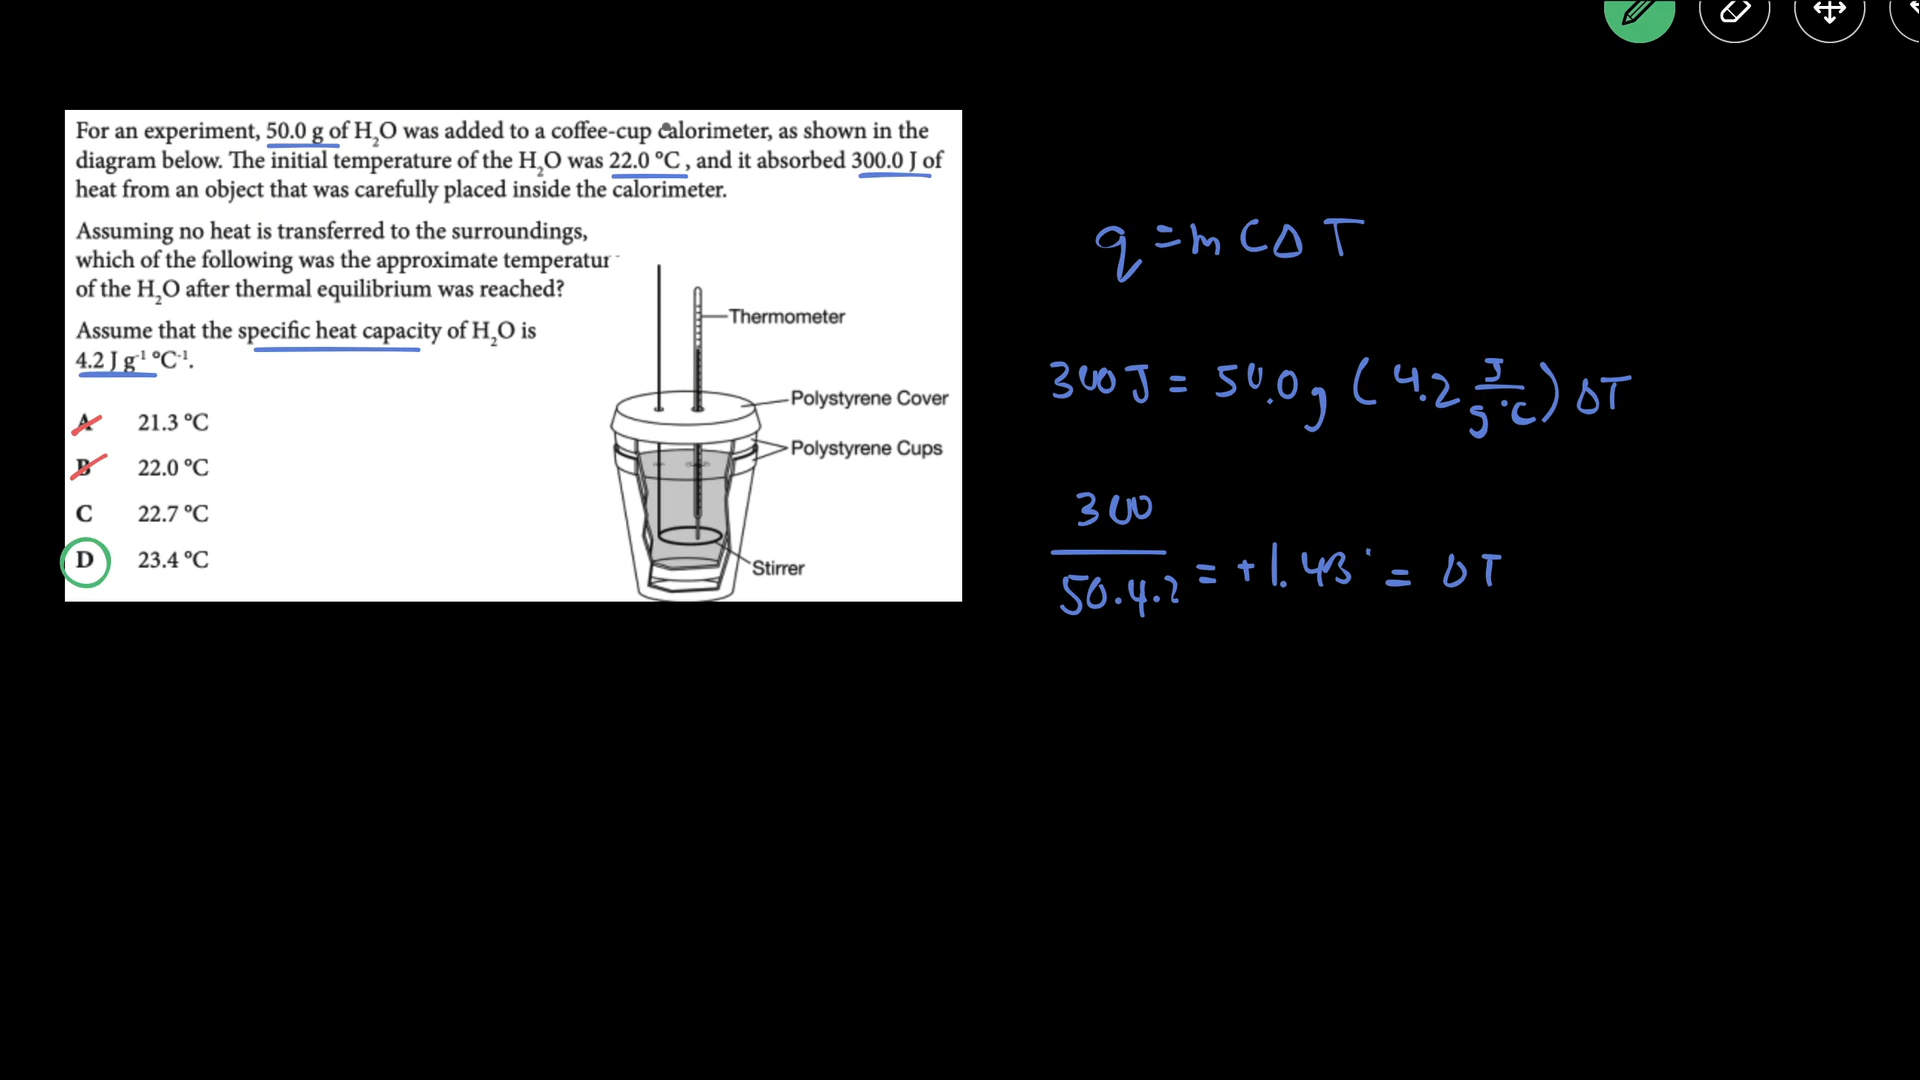 For an experiment, 50.0 g of H₂O was added to a coffee-cup calorimeter, as shown in the
diagram below. The initial temperature of the H₂O was 22.0 °C, and it absorbed 300.0 J of
heat from an object that was carefully placed inside the calorimeter.
Assuming no heat is transferred to the surroundings,
which of the following was the approximate temperatur
of the H₂O after thermal equilibrium was reached?
Assume that the specific heat capacity of H₂O is
4.2 J g⁻¹ °C⁻¹.
A 21.3 °C
B 22.0 °C
C 22.7 °C
D 23.4 °C
Thermometer
Polystyrene Cover
Polystyrene Cups
Stirrer
q = m C Δ T
300 J = 50.0 g (4.2 J/g°C) ΔT
300
50.4.2 = +1.43° = ΔT